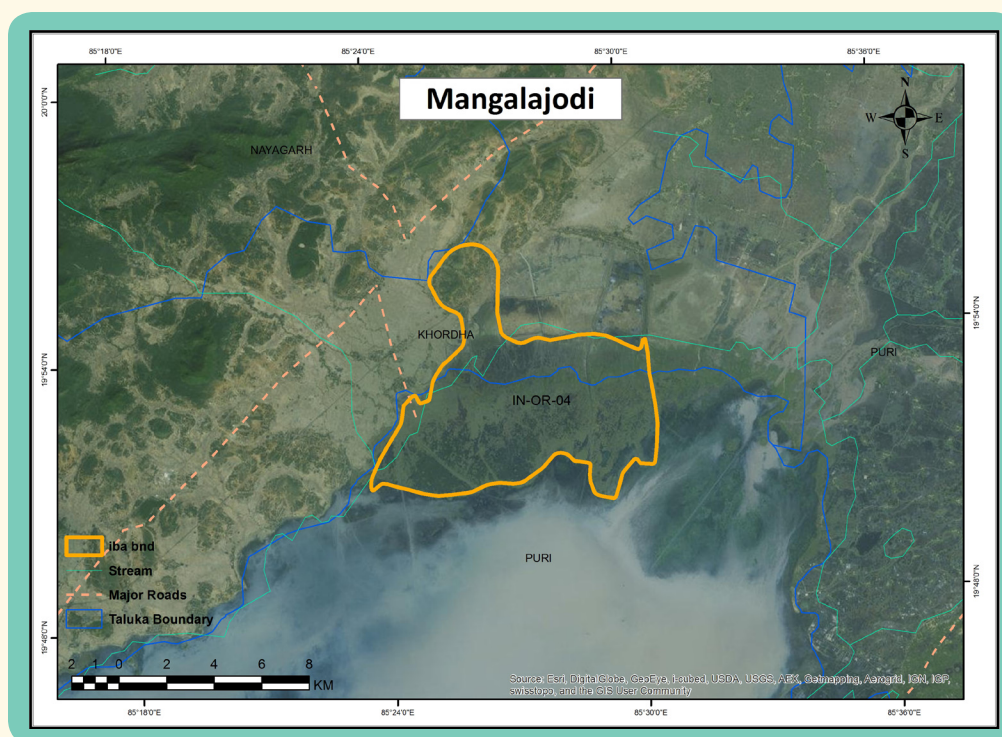 85°18'0"E
85°24'0"E
85°30'0"E
85°36'0"E
Mangalajodi
N
W E
S
20°0'0"N
NAYAGARH
19°54'0"N
KHORDHA
PURI
19°54'0"N
IN-OR-04
PURI
iba bnd
Stream
Major Roads
Taluka Boundary
19°48'0"N
19°48'0"N
2 1 0 2 4 6 8
KM
Source: Esri, DigitalGlobe, GeoEye, i-cubed, USDA, USGS, AEX, Getmapping, Aerogrid, IGN, IGP,
swisstopo, and the GIS User Community
85°18'0"E
85°24'0"E
85°30'0"E
85°36'0"E